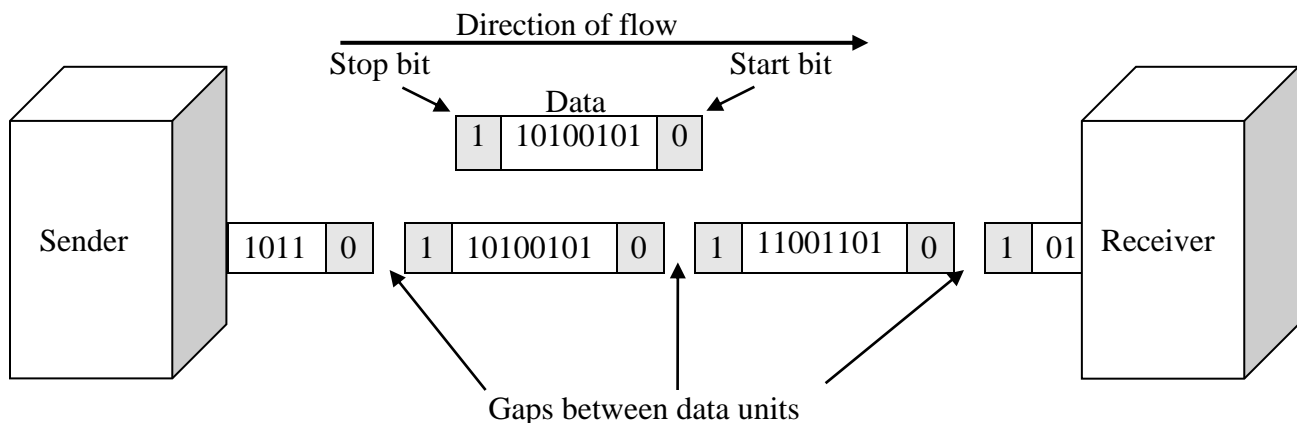 Direction of flow
Stop bit Start bit
Data
1 10100101 0
Sender 1011 0 1 10100101 0 1 11001101 0 1 01 Receiver
Gaps between data units